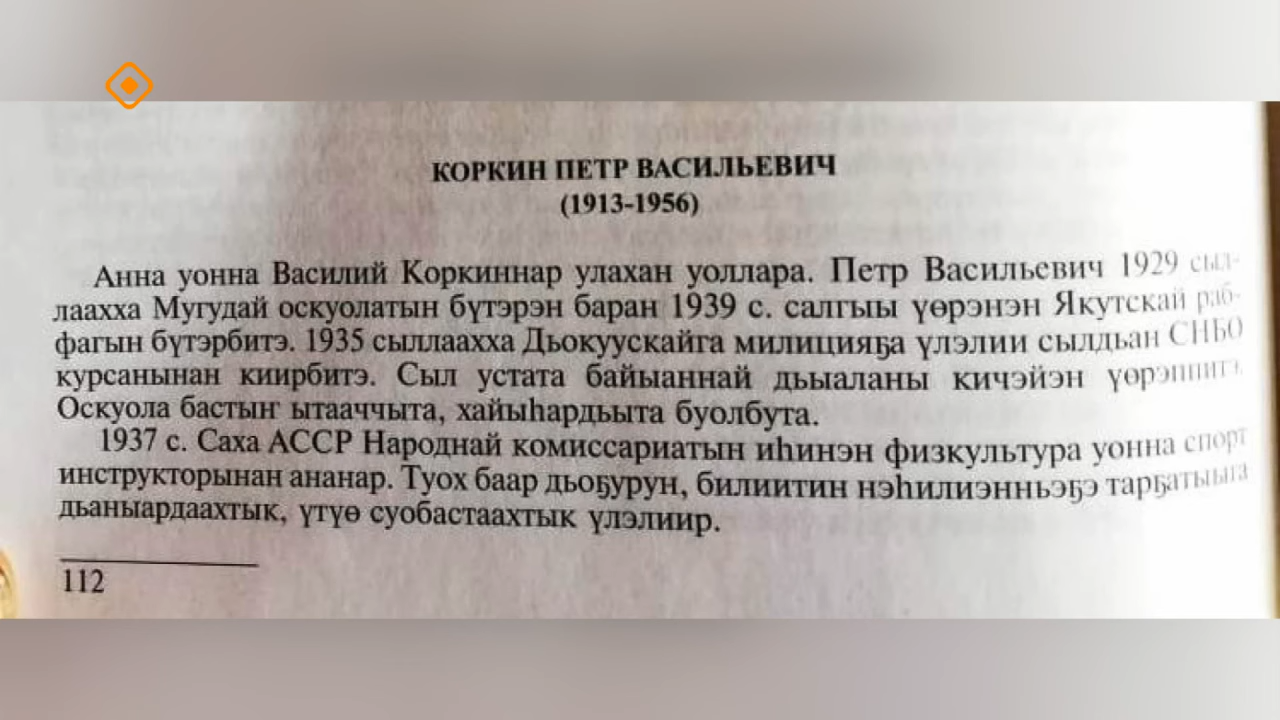 КОРКИН ПЕТР ВАСИЛЬЕВИЧ
(1913-1956)
Анна уонна Василий Коркиннар улахан уоллара. Петр Васильевич 1929 сыл-
лаахха Мугудай оскуолатын бүтэрэн баран 1939 с. салгыы үөрэнэн Якутскай раб-
фагын бүтэрбитэ. 1935 сыллаахха Дьокуускайга милицияҕа үлэлии сылдьан СНБО
курсанынан киирбитэ. Сыл устата байыаннай дьыаланы кичэйэн үөрэппитэ.
Оскуола бастыҥ ытааччыта, хайыһардьыта буолбута.
1937 с. Саха АССР Народнай комиссариатын иһинэн физкультура уонна спорт
инструкторынан ананар. Туох баар дьоҕурун, билиитин нэһилиэнньэҕэ тарҕатыыга
дьаныардаахтык, үтүө суобастаахтык үлэлиир.
112